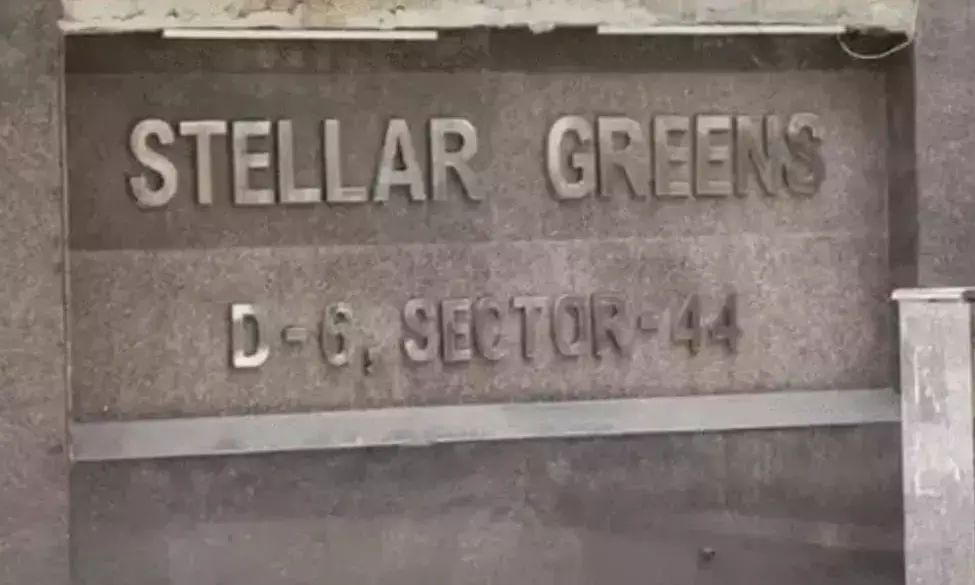 STELLAR GREENS
D-6, SECTOR-44